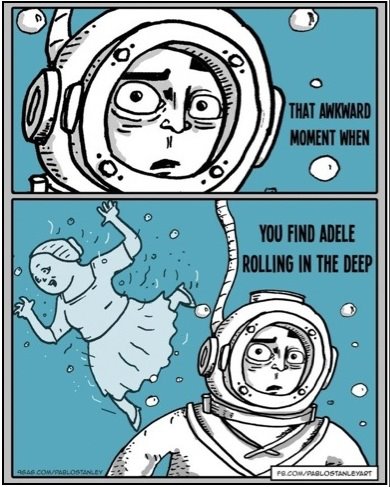 THAT AWKWARD
MOMENT WHEN
YOU FIND ADELE
ROLLING IN THE DEEP
9GAG.COM/PABLOSTANLEY
FB.COM/PABLOSTANLEYART